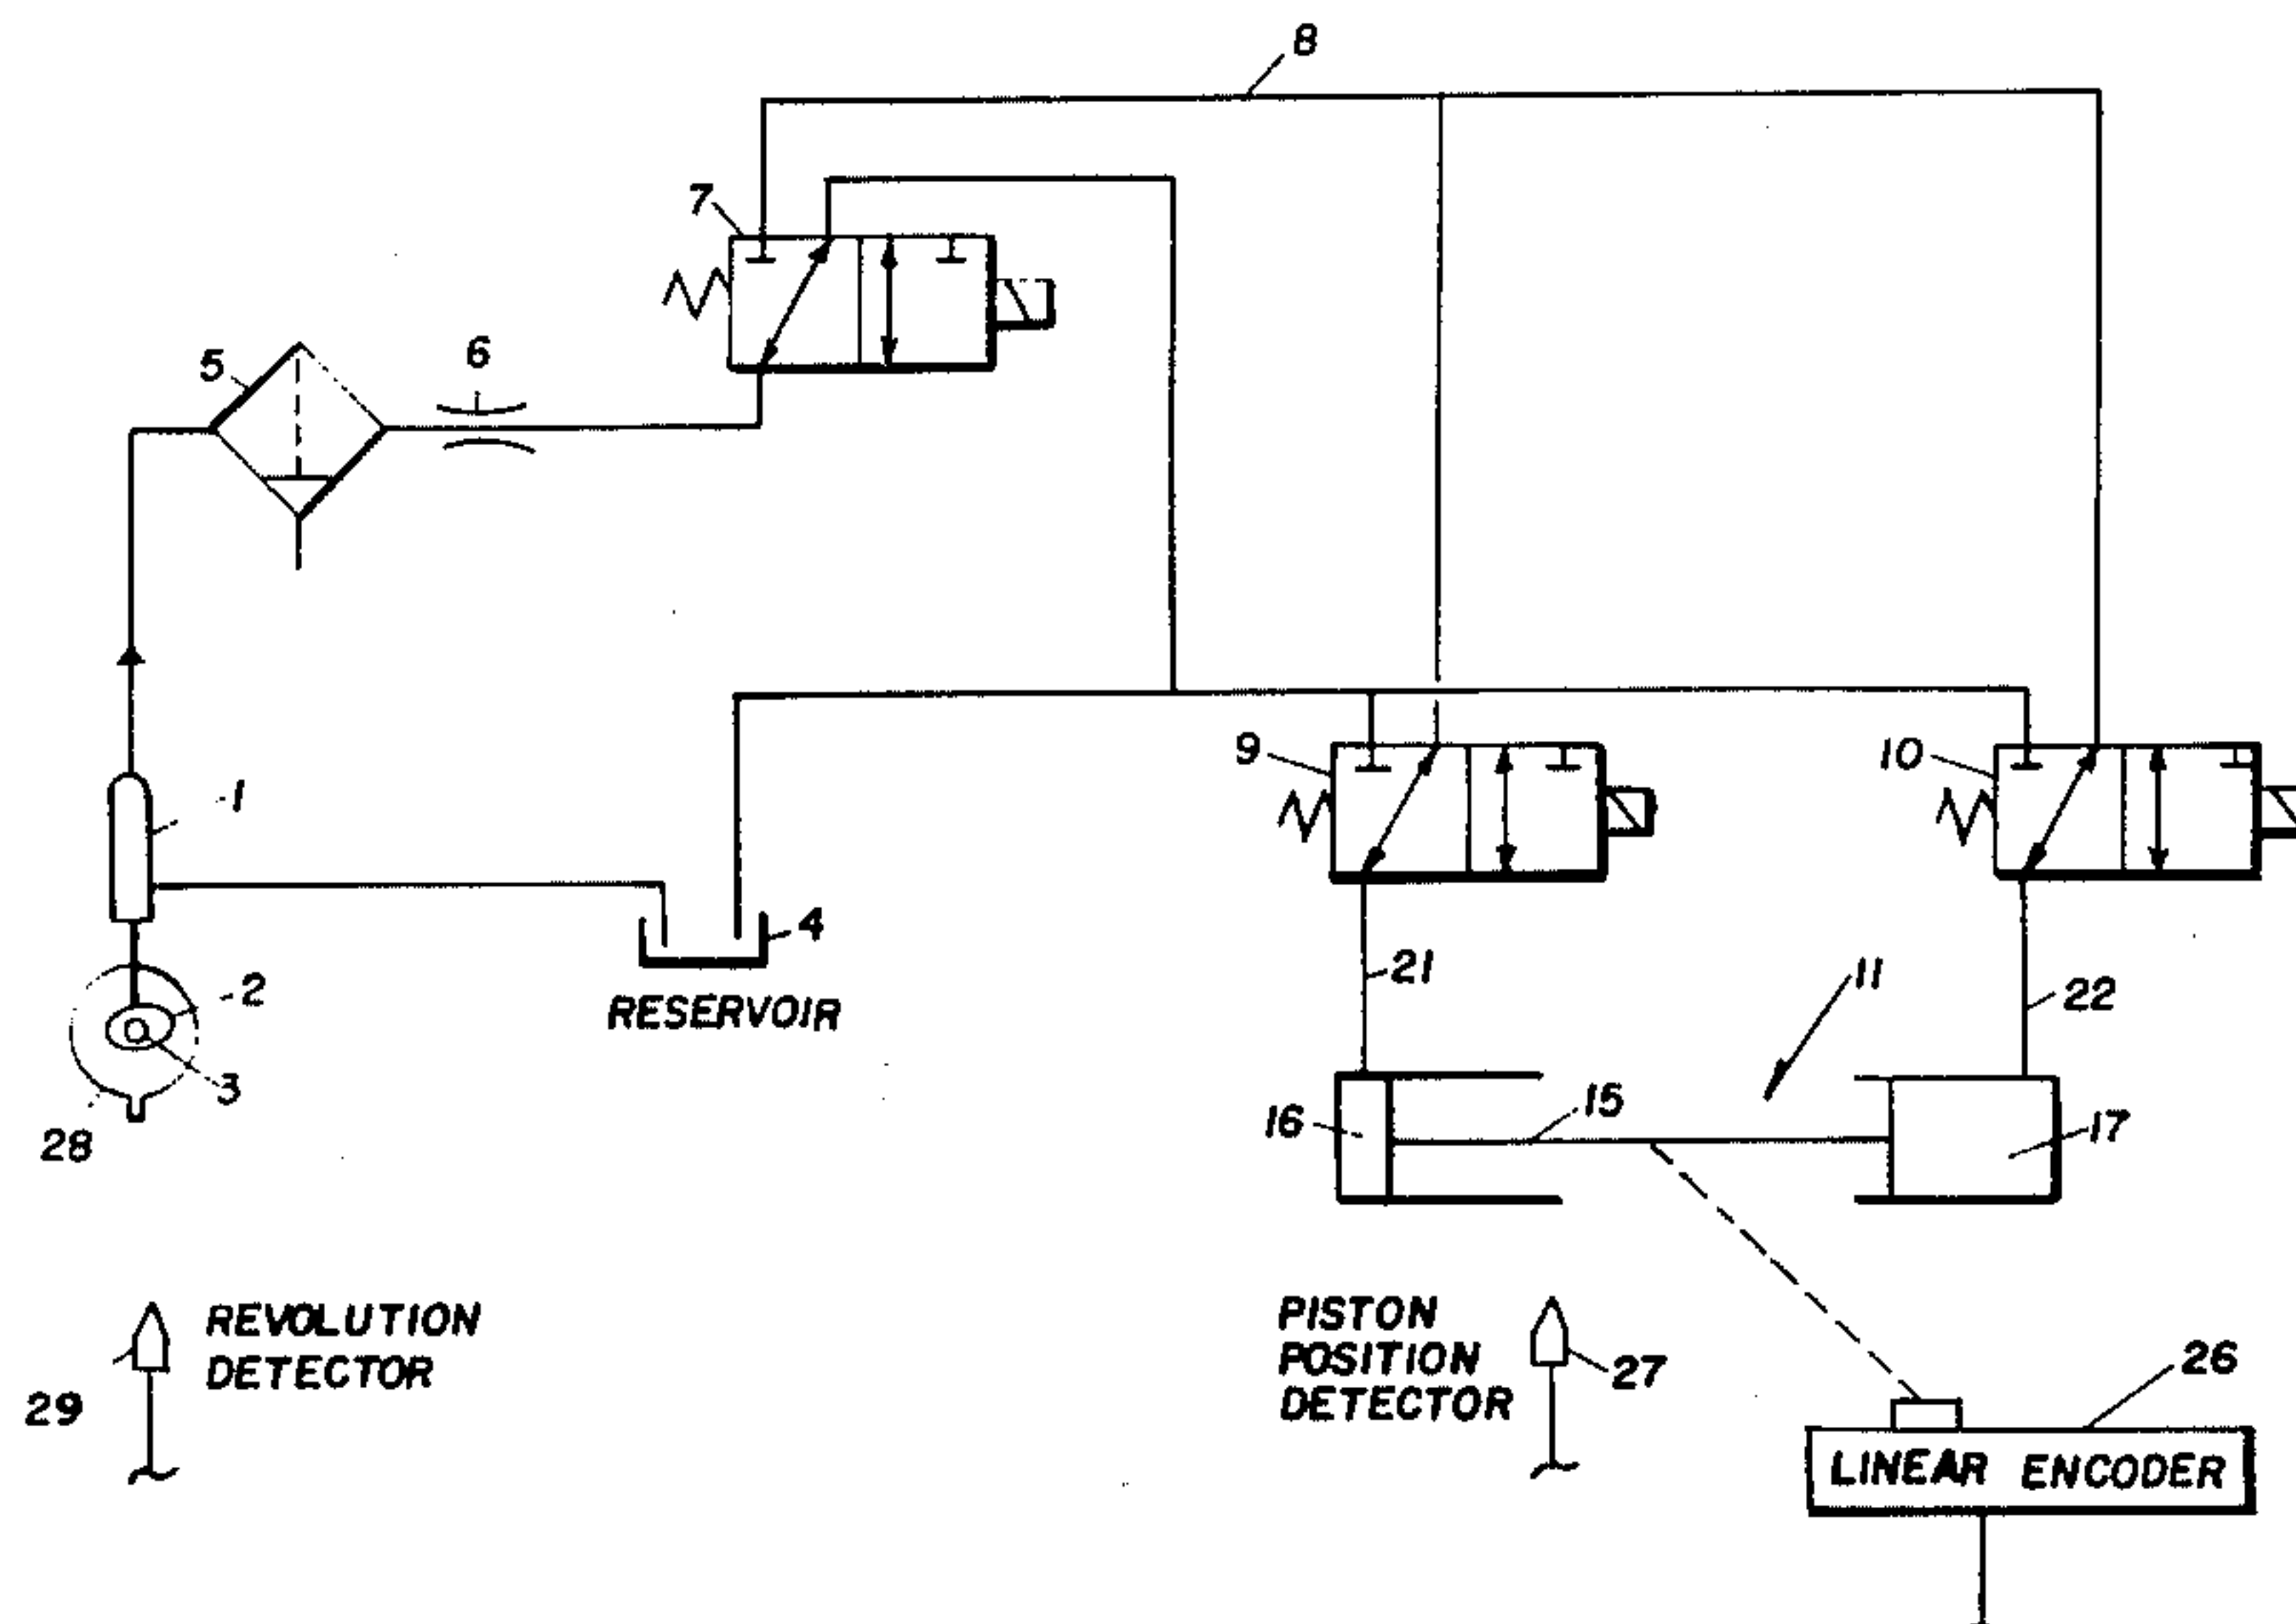 8
7
5
6
9
10
1
4
2
RESERVOIR
21
11
22
3
28
16
15
17
REVOLUTION
DETECTOR
29
PISTON
POSITION
DETECTOR
27
26
LINEAR ENCODER